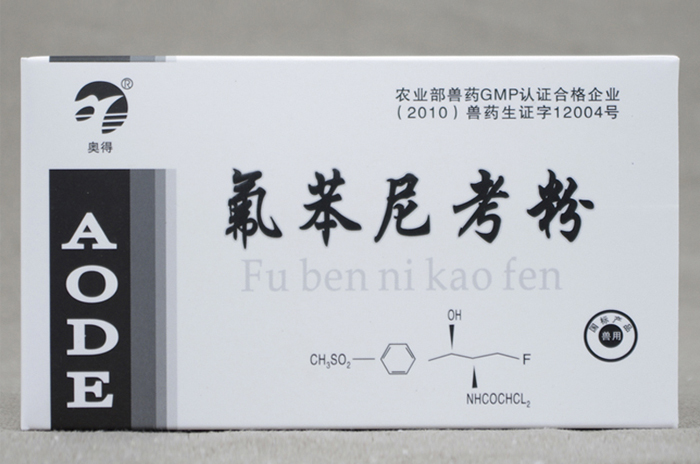 ®
奥得
农业部兽药GMP认证合格企业
（2010）兽药生证字12004号
AODE
氟苯尼考粉
Fu ben ni kao fen
OH
CH₃SO₂
F
NHCOCHCL₂
国标产品
兽用